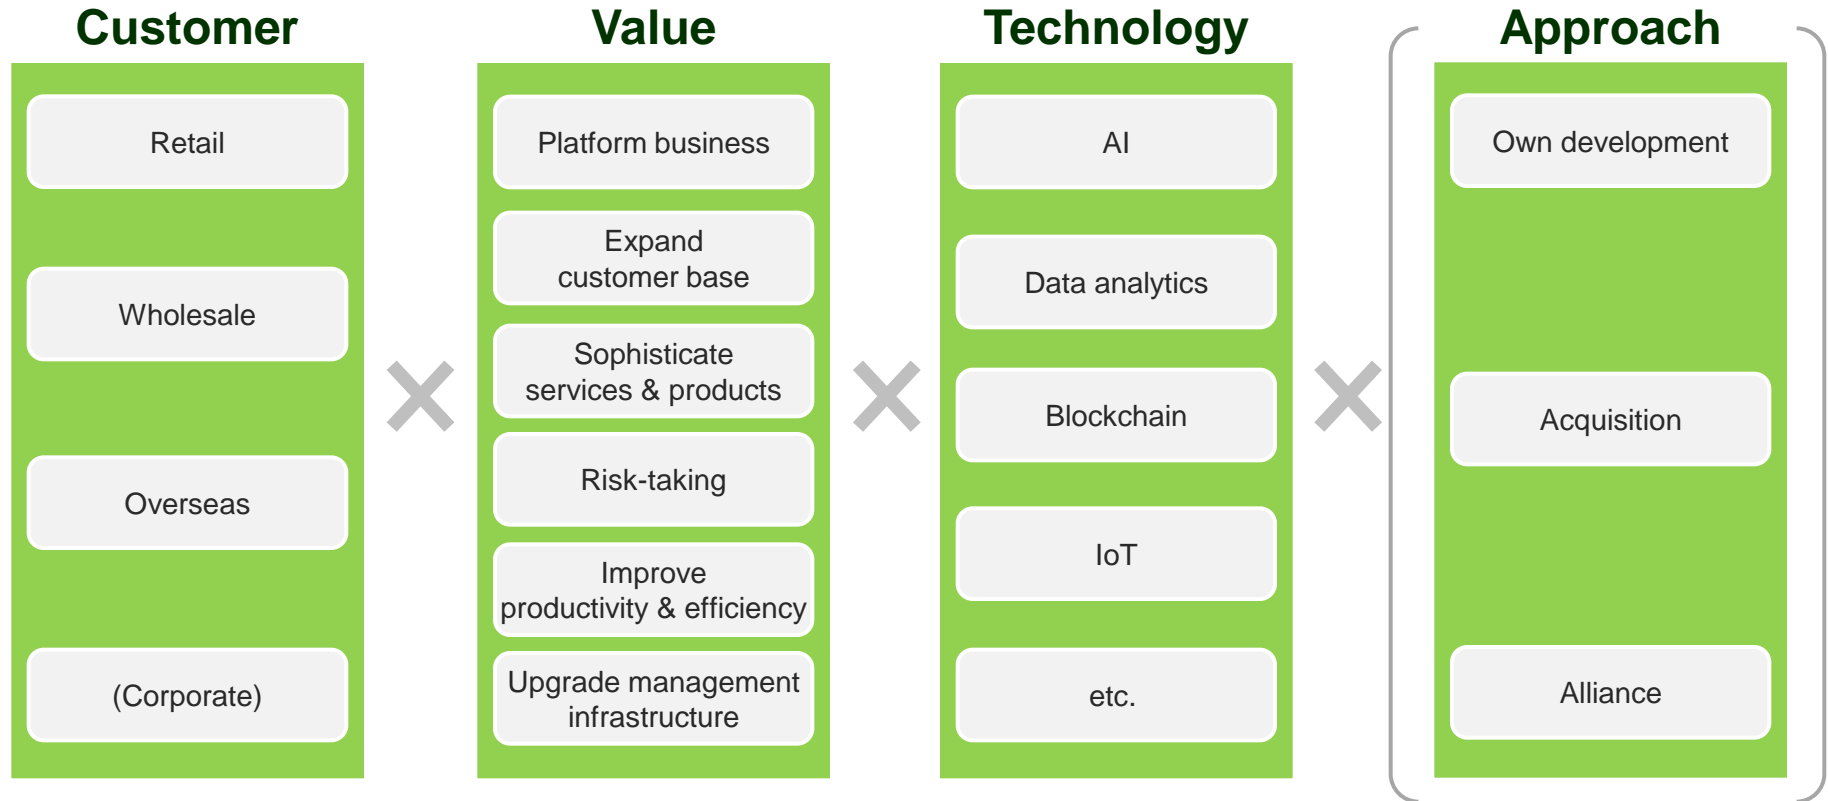 Customer
Retail
Wholesale
Overseas
(Corporate)
Value
Platform business
Expand
customer base
Sophisticate
services & products
Risk-taking
Improve
productivity & efficiency
Upgrade management
infrastructure
Technology
AI
Data analytics
Blockchain
IoT
etc.
Approach
Own development
Acquisition
Alliance